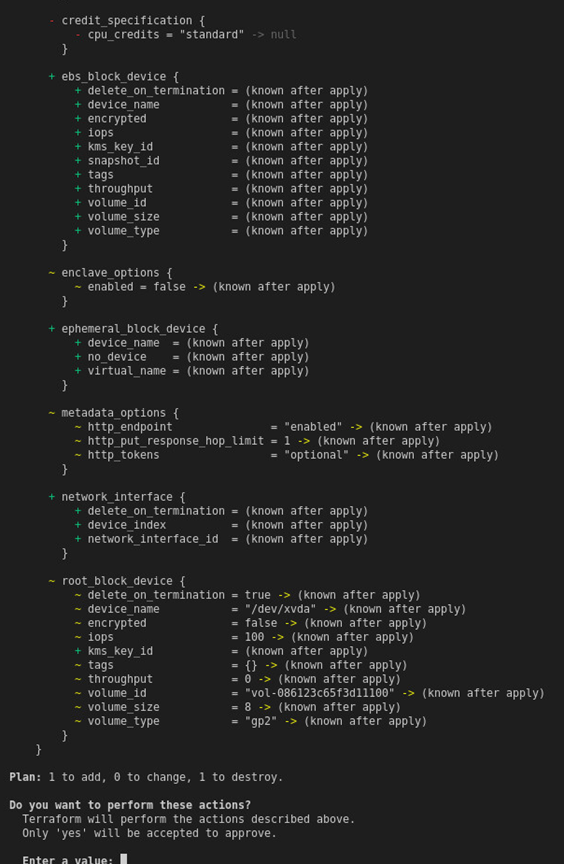 - credit_specification {
- cpu_credits = "standard" -> null
}
+ ebs_block_device {
+ delete_on_termination = (known after apply)
+ device_name = (known after apply)
+ encrypted = (known after apply)
+ iops = (known after apply)
+ kms_key_id = (known after apply)
+ snapshot_id = (known after apply)
+ tags = (known after apply)
+ throughput = (known after apply)
+ volume_id = (known after apply)
+ volume_size = (known after apply)
+ volume_type = (known after apply)
}
~ enclave_options {
~ enabled = false -> (known after apply)
}
+ ephemeral_block_device {
+ device_name = (known after apply)
+ no_device = (known after apply)
+ virtual_name = (known after apply)
}
~ metadata_options {
~ http_endpoint = "enabled" -> (known after apply)
~ http_put_response_hop_limit = 1 -> (known after apply)
~ http_tokens = "optional" -> (known after apply)
}
+ network_interface {
+ delete_on_termination = (known after apply)
+ device_index = (known after apply)
+ network_interface_id = (known after apply)
}
~ root_block_device {
~ delete_on_termination = true -> (known after apply)
~ device_name = "/dev/xvda" -> (known after apply)
~ encrypted = false -> (known after apply)
~ iops = 100 -> (known after apply)
+ kms_key_id = (known after apply)
~ tags = {} -> (known after apply)
~ throughput = 0 -> (known after apply)
~ volume_id = "vol-086123c65f3d11100" -> (known after apply)
~ volume_size = 8 -> (known after apply)
~ volume_type = "gp2" -> (known after apply)
}
}
Plan: 1 to add, 0 to change, 1 to destroy.
Do you want to perform these actions?
Terraform will perform the actions described above.
Only 'yes' will be accepted to approve.
Enter a value: